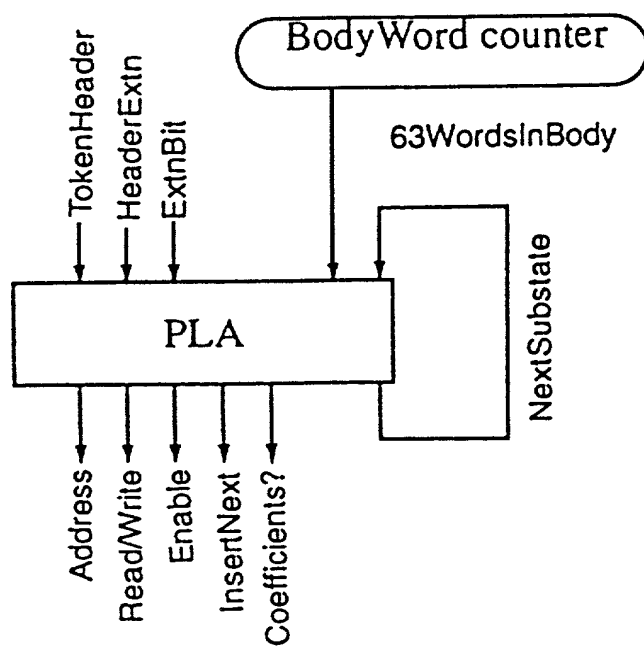 BodyWord counter
63WordsInBody
TokenHeader
HeaderExtn
ExtnBit
PLA
NextSubstate
Address
Read/Write
Enable
InsertNext
Coefficients?